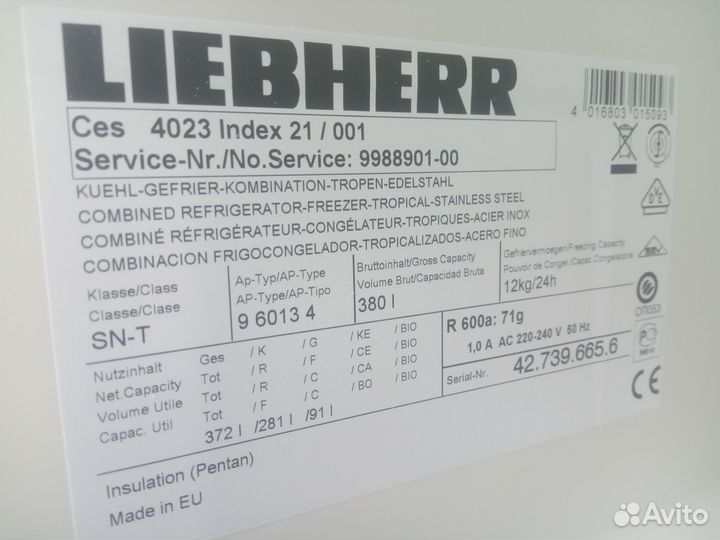 LIEBHERR
4 016803 015093
Ces 4023 Index 21 / 001
Service-Nr./No.Service: 9988901-00
KUEHL-GEFRIER-KOMBINATION-TROPEN-EDELSTAHL
COMBINED REFRIGERATOR-FREEZER-TROPICAL-STAINLESS STEEL
COMBINÉ RÉFRIGÉRATEUR-CONGÉLATEUR-TROPIQUES-ACIER INOX
COMBINACION FRIGOCONGELADOR-TROPICALIZADOS-ACERO FINO
Klasse/Class
Classe/Clase
SN-T
Ap-Typ/AP-Type
AP-Type/AP-Tipo
9 6013 4
Bruttoinhalt/Gross Capacity
Volume Brut/Capacidad Bruta
380 l
Gefriervermoegen/Freezing Capacity
Pouvoir de Congel./Capac.Congeladora
12kg/24h
Nutzinhalt Ges / K / G / KE / BIO
Net.Capacity Tot / R / F / CE / BIO
Volume Utile Tot / R / C / CA / BIO
Capac. Util Tot / F / C / BO / BIO
372 l /281 l /91 l /
R 600a: 71g
1,0 A AC 220-240 V 50 Hz
Serial-Nr. 42.739.665.6
DVE
ОП053
CE
Insulation (Pentan)
Made in EU
Avito